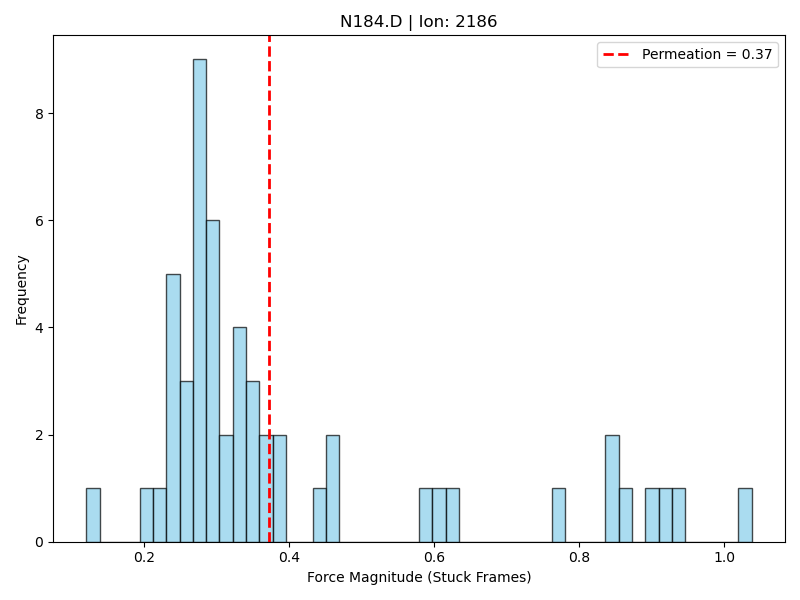 N184.D | Ion: 2186
Permeation = 0.37
8
6
4
2
0
Frequency
0.2 0.4 0.6 0.8 1.0
Force Magnitude (Stuck Frames)